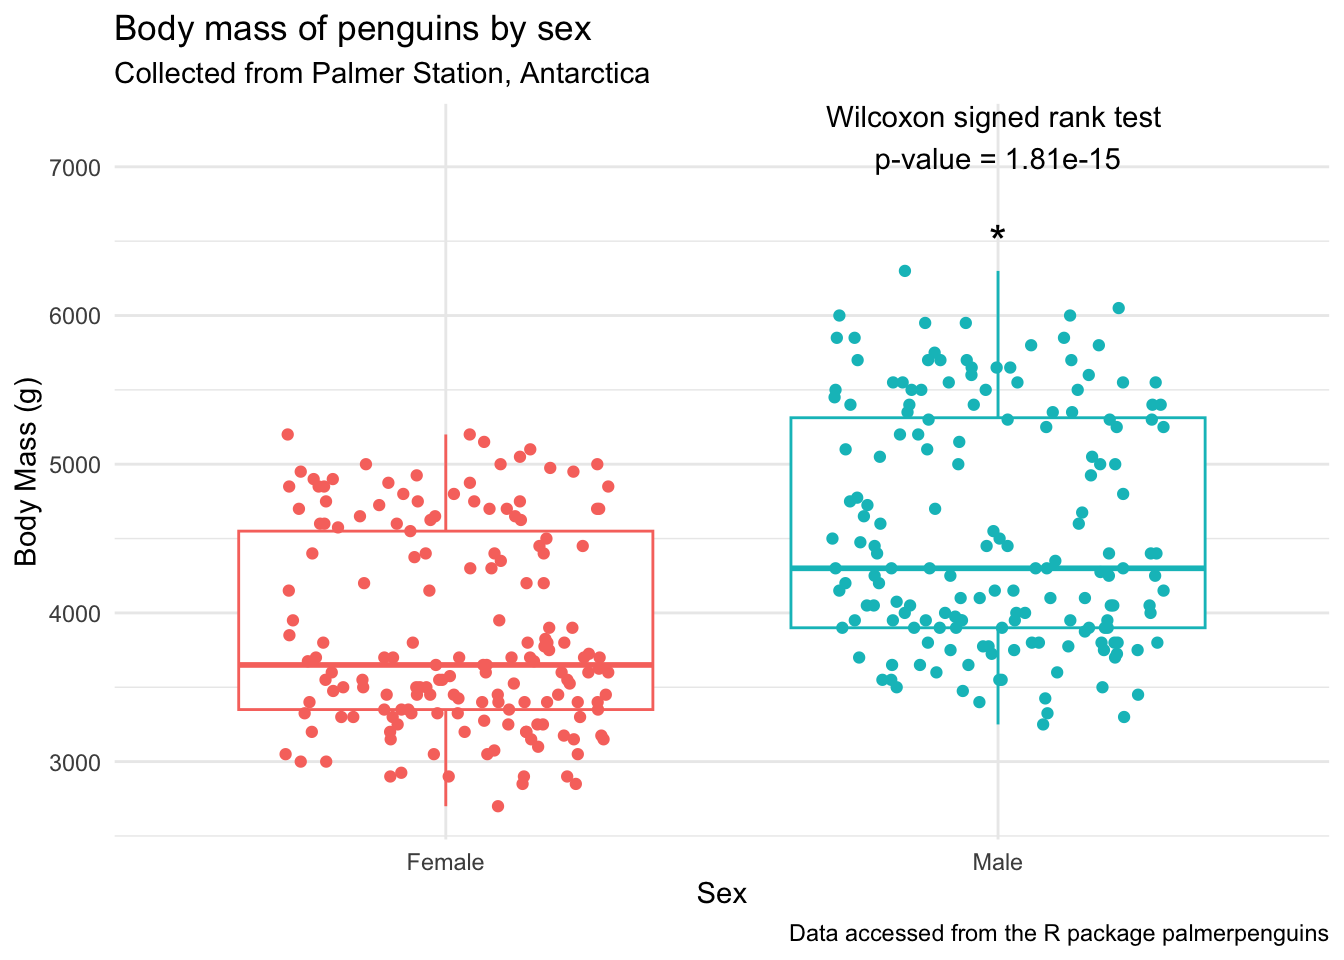 Body mass of penguins by sex
Collected from Palmer Station, Antarctica
Wilcoxon signed rank test
p-value = 1.81e-15
*
7000
6000
5000
4000
3000
Body Mass (g)
Female
Male
Sex
Data accessed from the R package palmerpenguins